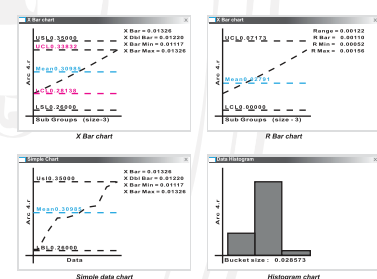 X Bar chart
USL0.35000
UCL0.33832
Mean0.30985
LCL0.28138
LSL0.26000
Arc 4.r
Sub Groups (size-3)
X Bar = 0.01326
X Dbl Bar = 0.01220
X Bar Min = 0.01117
X Bar Max = 0.01326
X Bar chart
X Bar chart
UCL0.07173
Mean0.02791
LCL0.00000
Arc 4.r
Sub Groups (size-3)
Range = 0.00122
R Bar = 0.00110
R Min = 0.00052
R Max = 0.00156
R Bar chart
Simple Chart
Usl0.35000
Mean0.30985
LBL0.26000
Arc 4.r
Data
X Bar = 0.01326
X Dbl Bar = 0.01220
X Bar Min = 0.01117
X Bar Max = 0.01326
Simple data chart
Data Histogram
Arc 4.r
Bucket size : 0.028573
Histogram chart